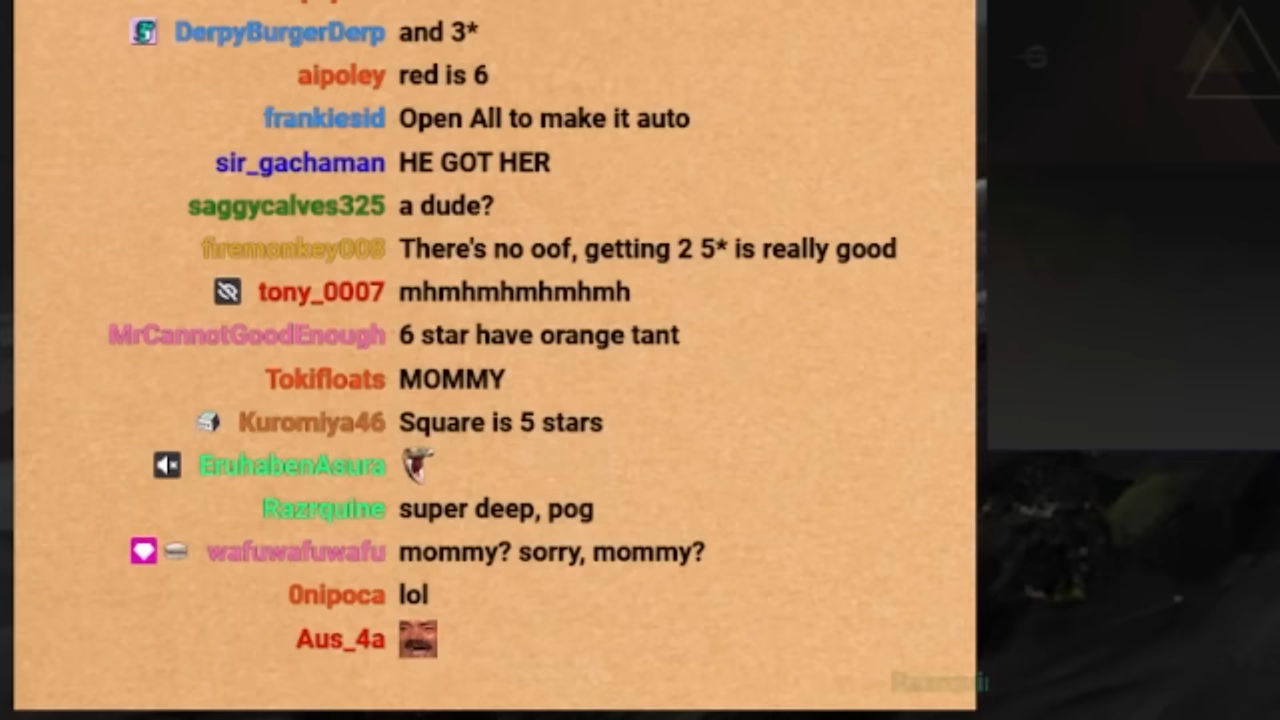 DerpyBurgerDerp and 3*
aipoley red is 6
frankiesid Open All to make it auto
sir_gachaman HE GOT HER
saggycalves325 a dude?
firemonkey008 There's no oof, getting 2 5* is really good
tony_0007 mhmhmhmhmhmh
MrCannotGoodEnough 6 star have orange tant
Tokifloats MOMMY
Kuromiya46 Square is 5 stars
EruhabenAsura
Razrquine super deep, pog
wafuwafuwafu mommy? sorry, mommy?
0nipoca lol
Aus_4a